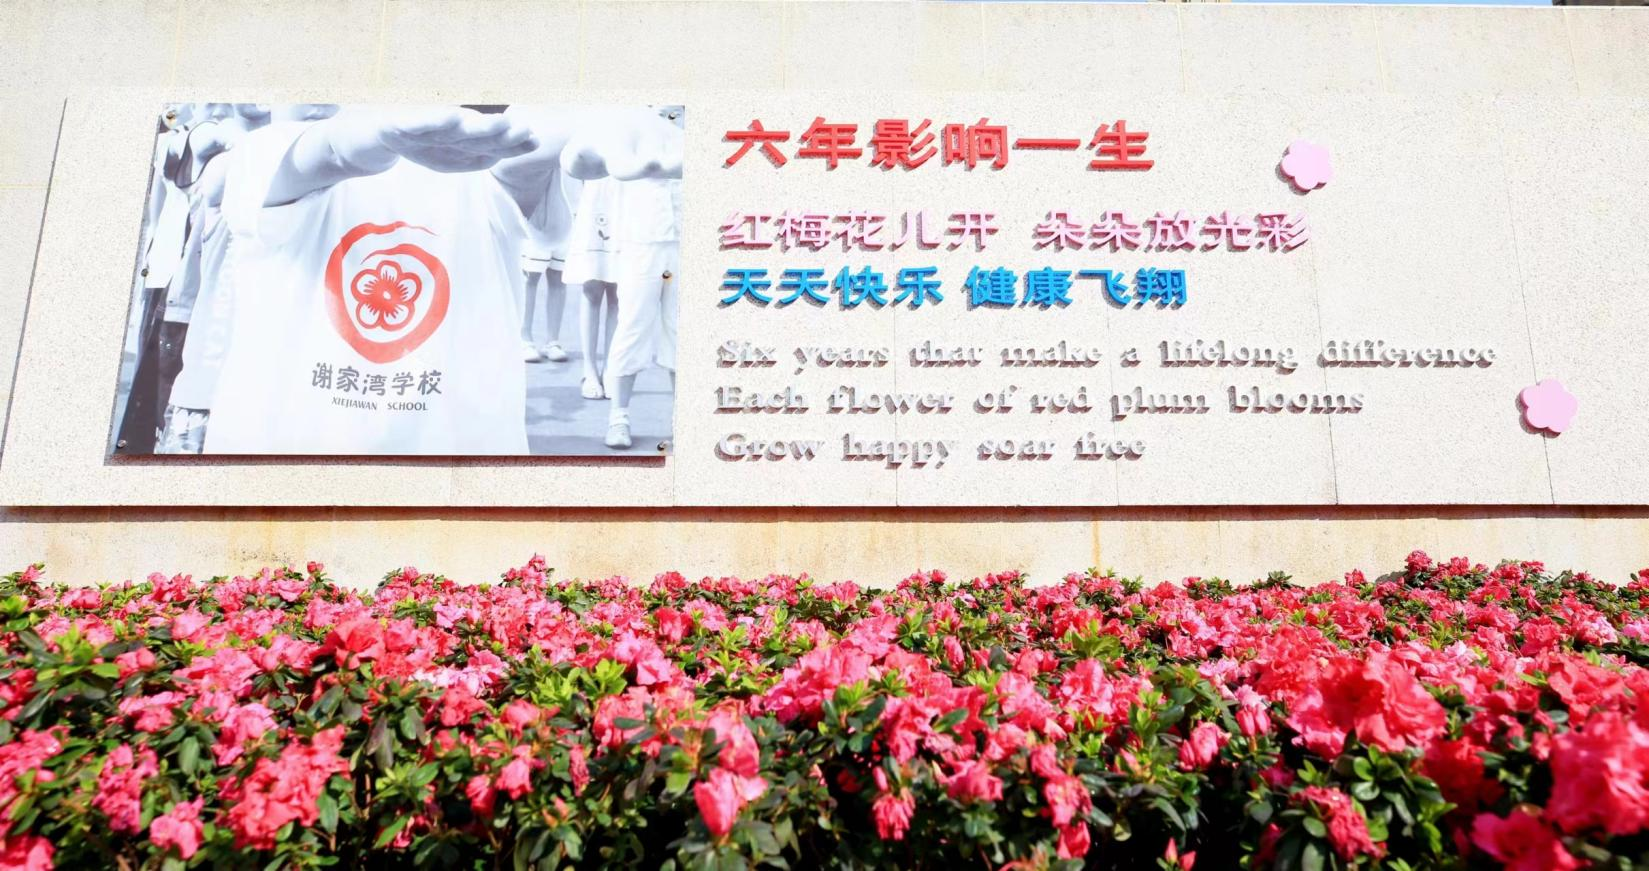 谢家湾学校
XIEJIAWAN SCHOOL
六年影响一生
红梅花儿开 朵朵放光彩
天天快乐 健康飞翔
Six years that make a lifelong difference
Each flower of red plum blooms
Grow happy soar free